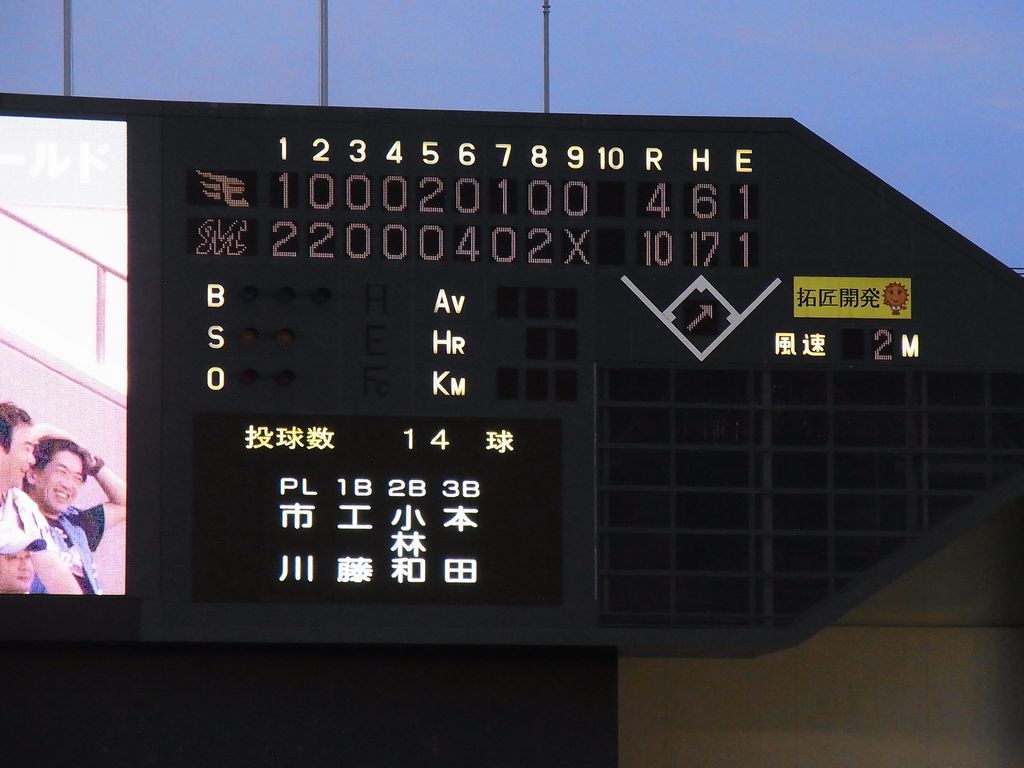 ールド
1 2 3 4 5 6 7 8 9 10 R H E
E 1 0 0 0 2 0 1 0 0 4 6 1
M 2 2 0 0 0 4 0 2 X 10 17 1
B H Av
S E HR
O Fc KM
拓匠開発
風速 2 M
投球数 14 球
PL 1B 2B 3B
市川 工藤 小林和 本田